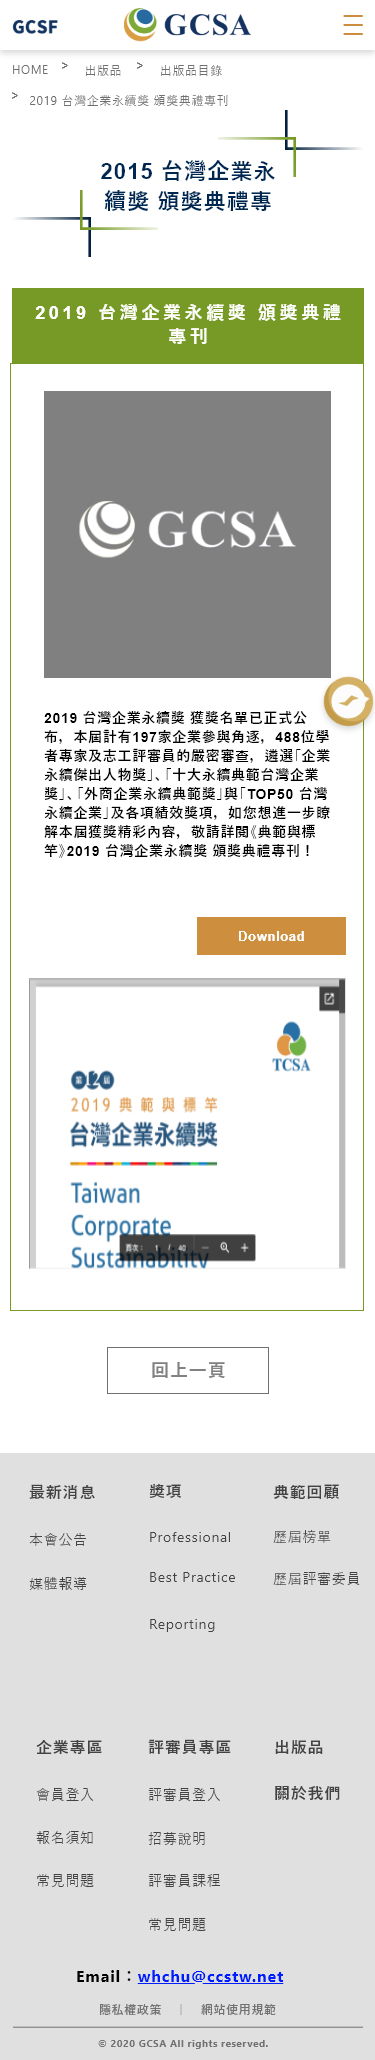 GCSF
GCSA
HOME > 出版品 > 出版品目錄
> 2019 台灣企業永續獎 頒獎典禮專刊
2015 台灣企業永
續獎 頒獎典禮專
2019 台灣企業永續獎 頒獎典禮
專刊
GCSA
2019 台灣企業永續獎 獲獎名單已正式公
布，本屆計有197家企業參與角逐，488位學
者專家及志工評審員的嚴密審查，遴選「企業
永續傑出人物獎」、「十大永續典範台灣企業
獎」、「外商企業永續典範獎」與「TOP50 台灣
永續企業」及各項績效獎項，如您想進一步瞭
解本屆獲獎精彩內容，敬請詳閱《典範與標
竿》2019 台灣企業永續獎 頒獎典禮專刊！
Download
TCSA
第12屆
2019 典範與標竿
台灣企業永續獎
Taiwan
Corporate
Sustainability
頁次： 1 / 40
回上一頁
最新消息 獎項 典範回顧
本會公告 Professional 歷屆榜單
媒體報導 Best Practice 歷屆評審委員
Reporting
企業專區 評審員專區 出版品
會員登入 評審員登入 關於我們
報名須知 招募說明
常見問題 評審員課程
常見問題
Email：whchu@ccstw.net
隱私權政策 | 網站使用規範
© 2020 GCSA All rights reserved.